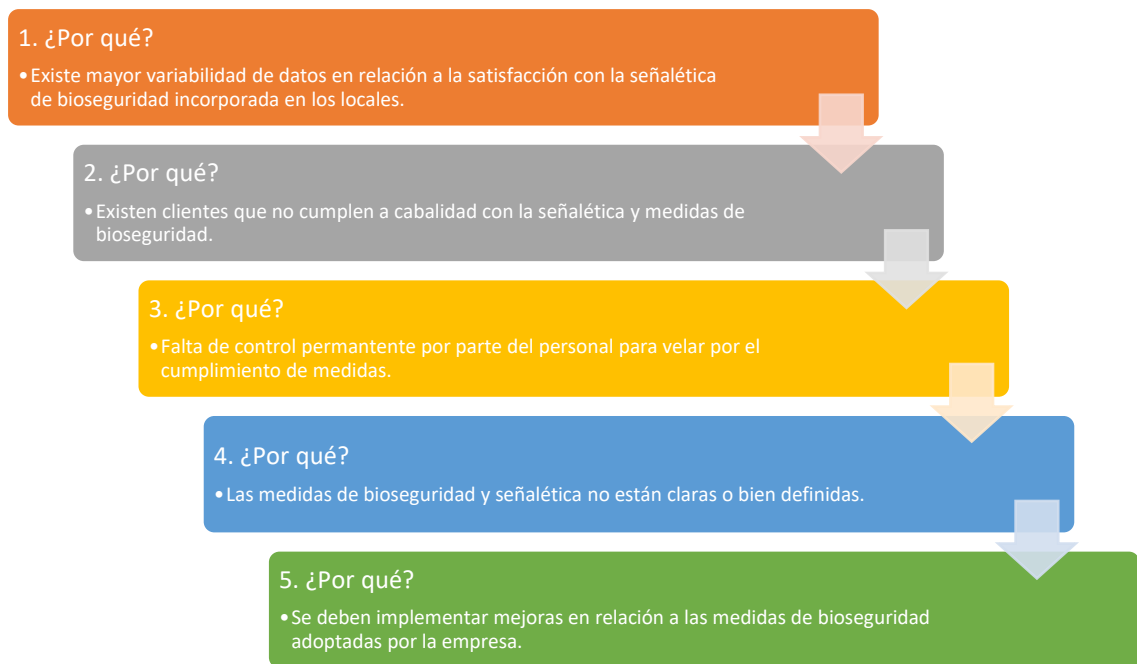 1. ¿Por qué?
•Existe mayor variabilidad de datos en relación a la satisfacción con la señalética
de bioseguridad incorporada en los locales.
2. ¿Por qué?
•Existen clientes que no cumplen a cabalidad con la señalética y medidas de
bioseguridad.
3. ¿Por qué?
•Falta de control permantente por parte del personal para velar por el
cumplimiento de medidas.
4. ¿Por qué?
•Las medidas de bioseguridad y señalética no están claras o bien definidas.
5. ¿Por qué?
•Se deben implementar mejoras en relación a las medidas de bioseguridad
adoptadas por la empresa.